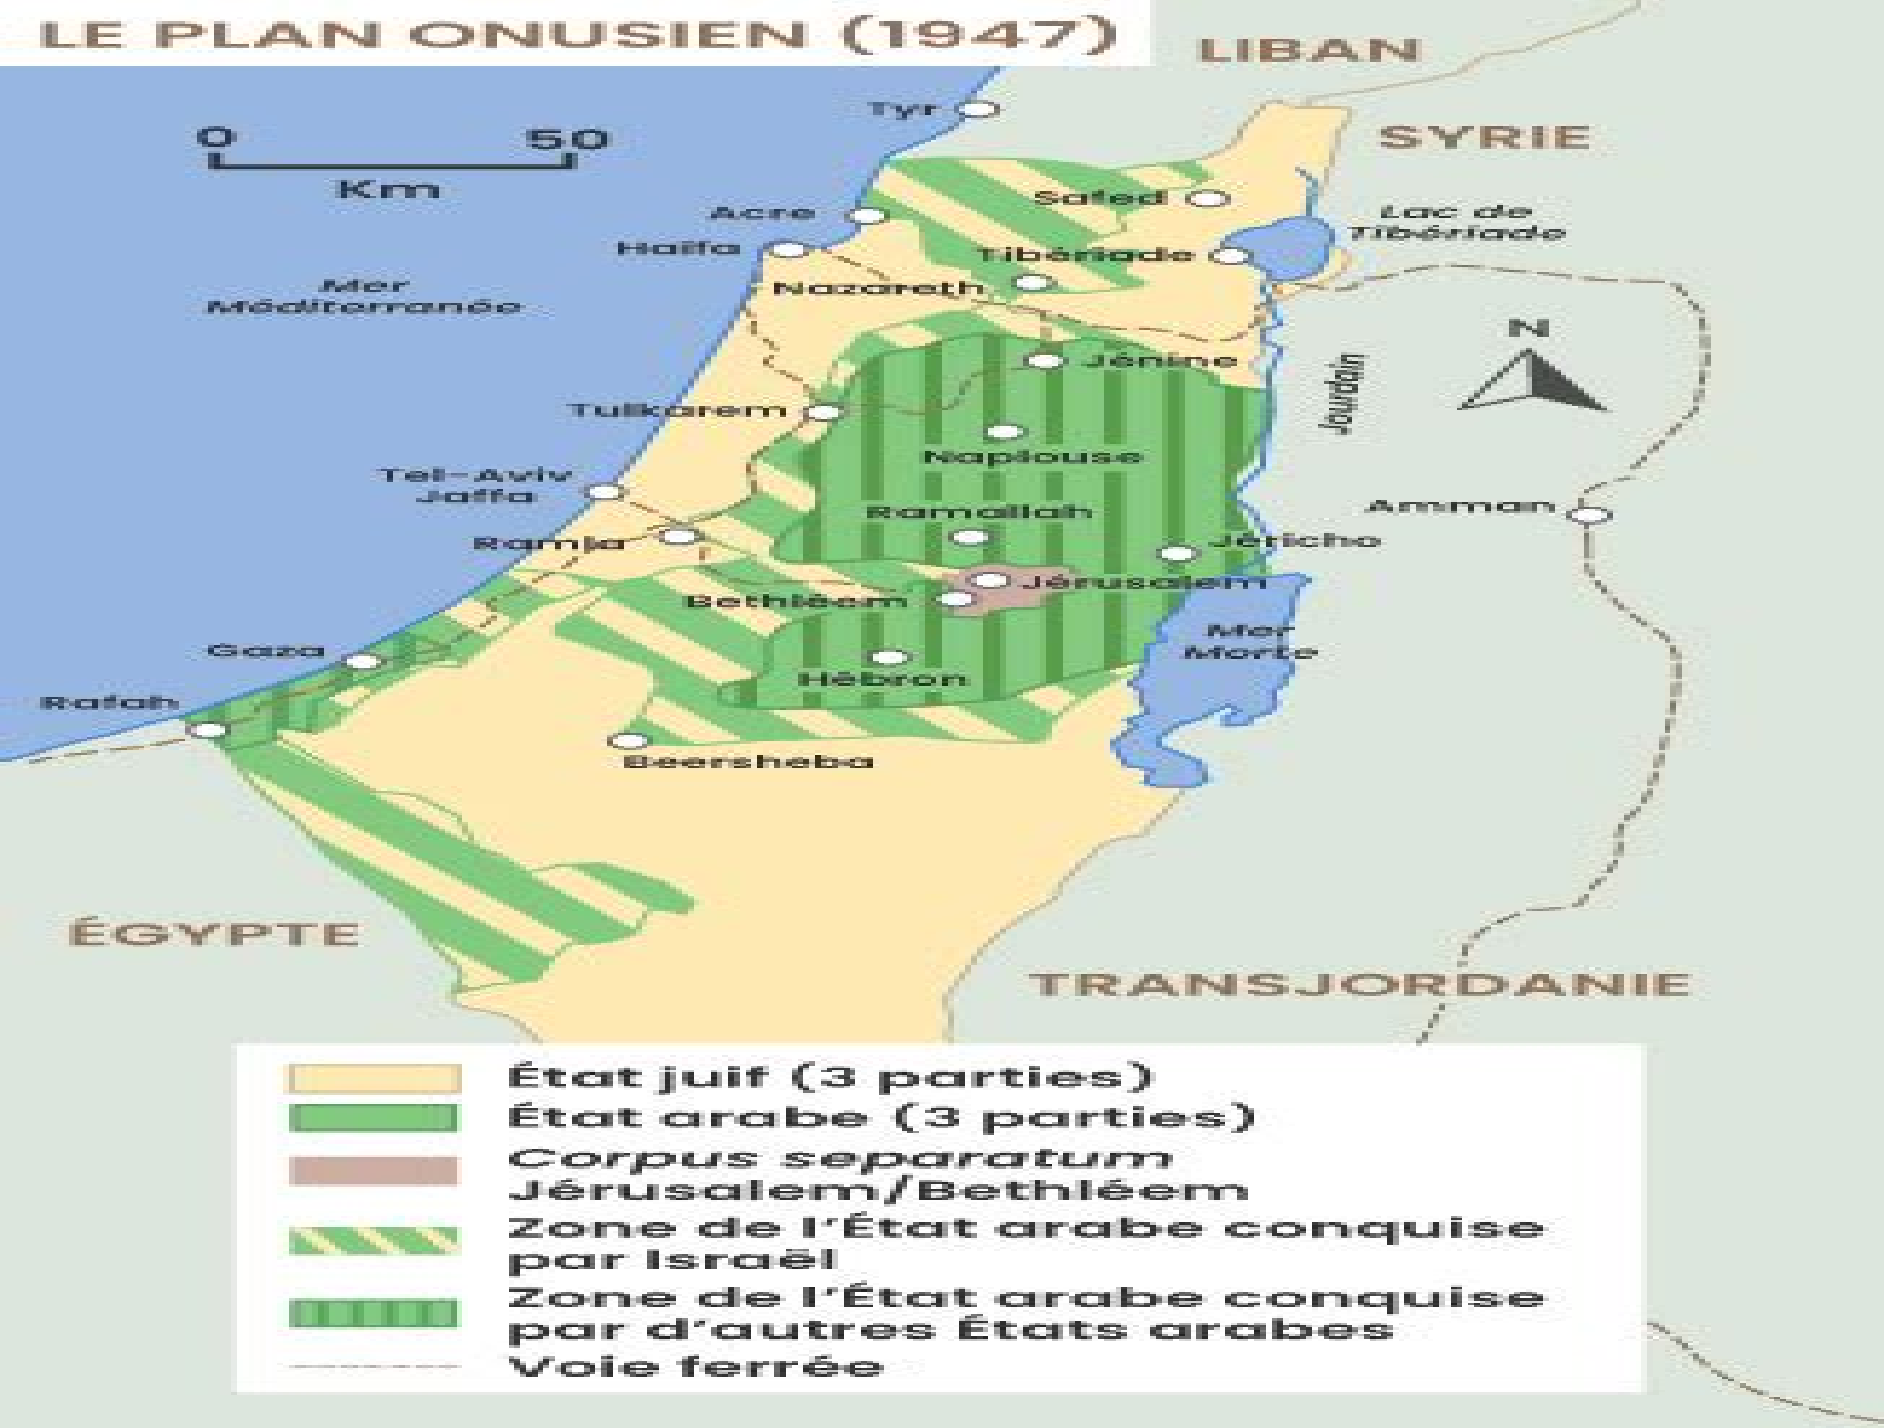 LE PLAN ONUSIEN (1947)
LIBAN
Tyr
SYRIE
0 50
Km
Safed
Lac de
Tibériade
Acre
Haïfa
Tibériade
Mer
Méditerranée
Nazareth
N
Jénine
Jourdain
Tulkarem
Naplouse
Tel-Aviv
Jaffa
Ramallah
Amman
Ramla
Jéricho
Jérusalem
Bethléem
Gaza
Mer
Morte
Hébron
Rafah
Beersheba
ÉGYPTE
TRANSJORDANIE
État juif (3 parties)
État arabe (3 parties)
Corpus separatum
Jérusalem/Bethléem
Zone de l'État arabe conquise
par Israël
Zone de l'État arabe conquise
par d'autres États arabes
Voie ferrée